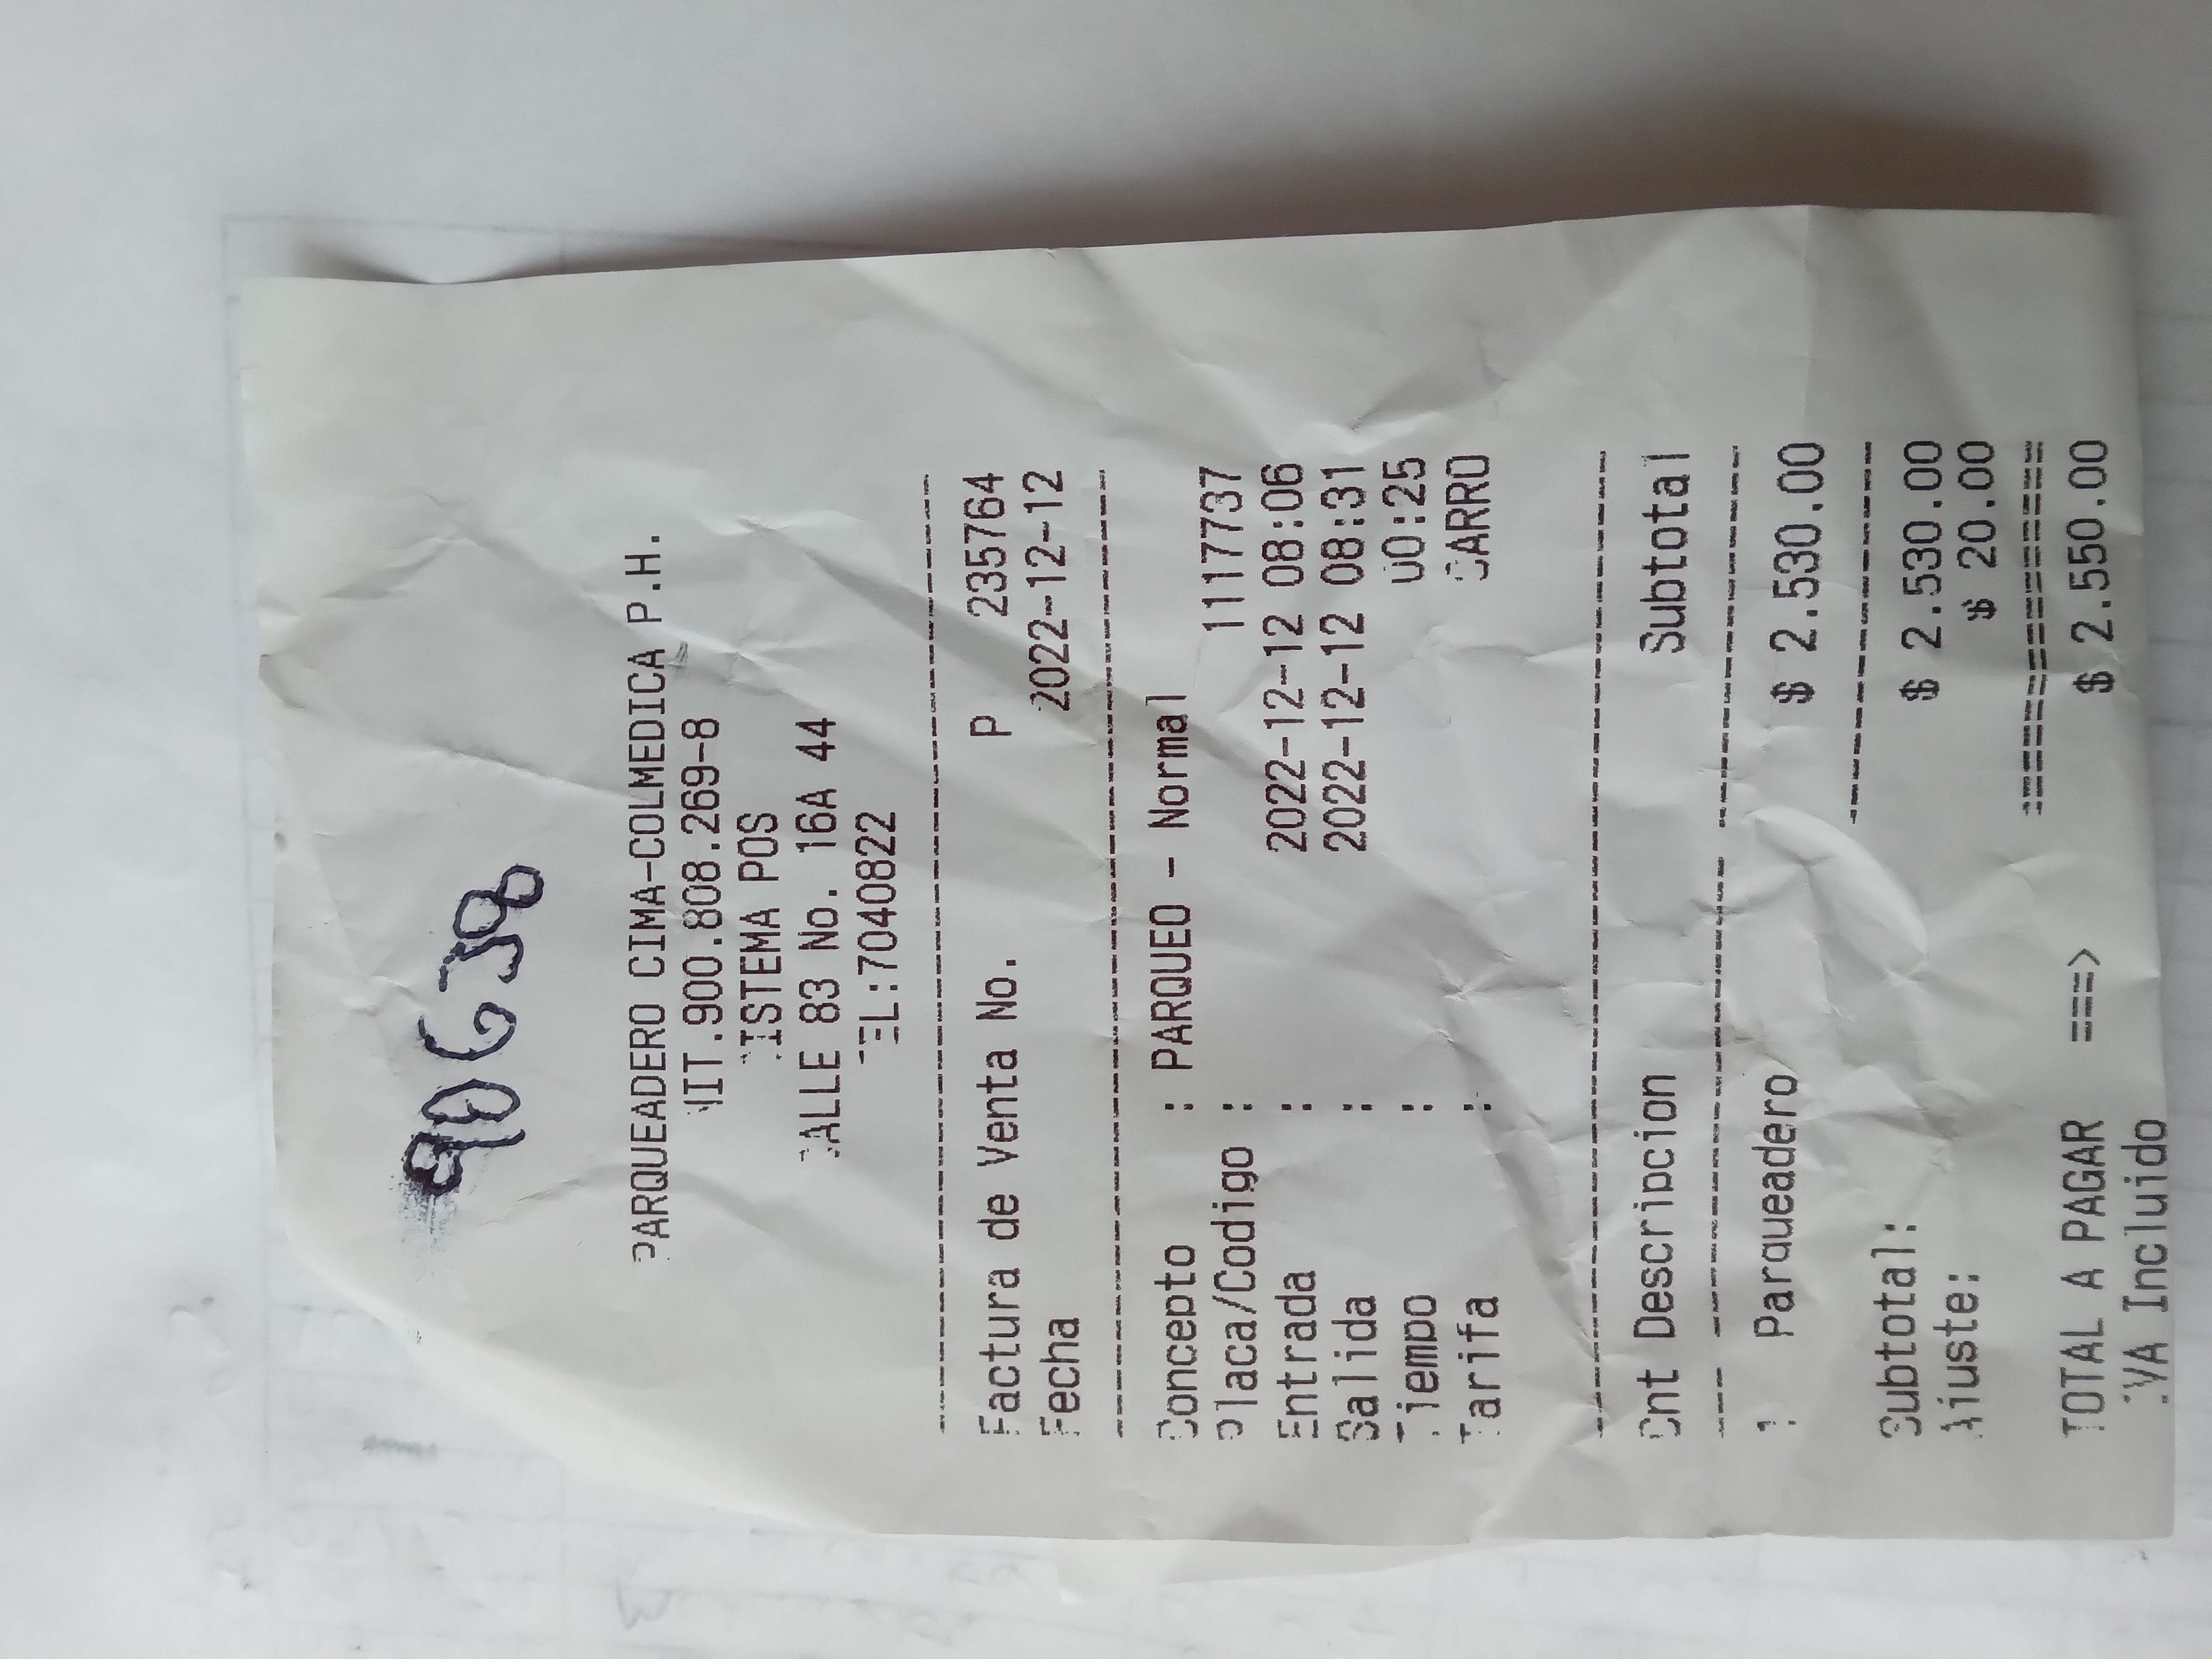 PARQUEADERO CIMA-COLMEDICA P.H.
NIT.900.808.269-8
SISTEMA POS
CALLE 83 No. 16A 44
TEL:7040822
Factura de Venta No. P 235764
Fecha 2022-12-12
Concepto : PARQUEO - Normal
Placa/Codigo : 1117737
Entrada : 2022-12-12 08:06
Salida : 2022-12-12 08:31
Tiempo : 00:25
Tarifa : CARRO
Cnt Descripcion Subtotal
1 Parqueadero $ 2.530.00
Subtotal: $ 2.530.00
Ajuste: $ 20.00
TOTAL A PAGAR ===> $ 2.550.00
IVA Incluido